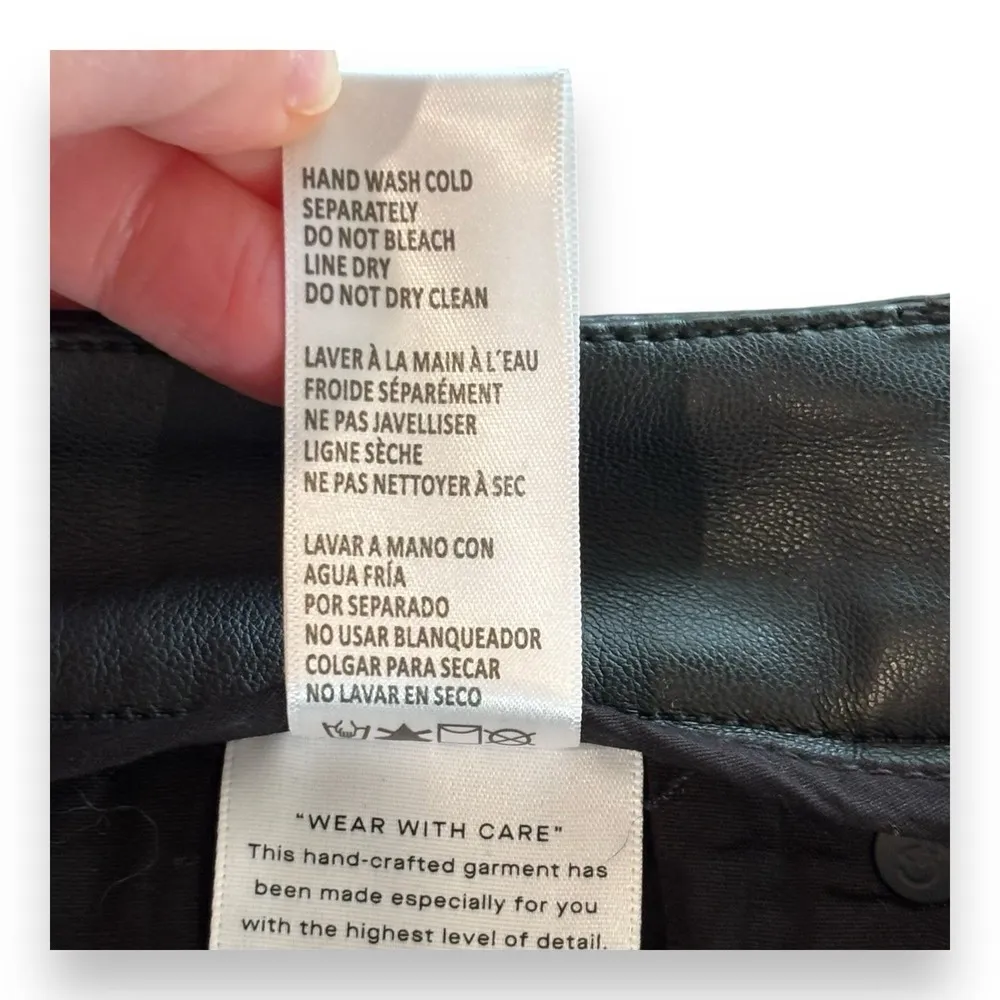 HAND WASH COLD
SEPARATELY
DO NOT BLEACH
LINE DRY
DO NOT DRY CLEAN
LAVER À LA MAIN À L´EAU
FROIDE SÉPARÉMENT
NE PAS JAVELLISER
LIGNE SÈCHE
NE PAS NETTOYER À SEC
LAVAR A MANO CON
AGUA FRÍA
POR SEPARADO
NO USAR BLANQUEADOR
COLGAR PARA SECAR
NO LAVAR EN SECO
"WEAR WITH CARE"
This hand-crafted garment has
been made especially for you
with the highest level of detail.